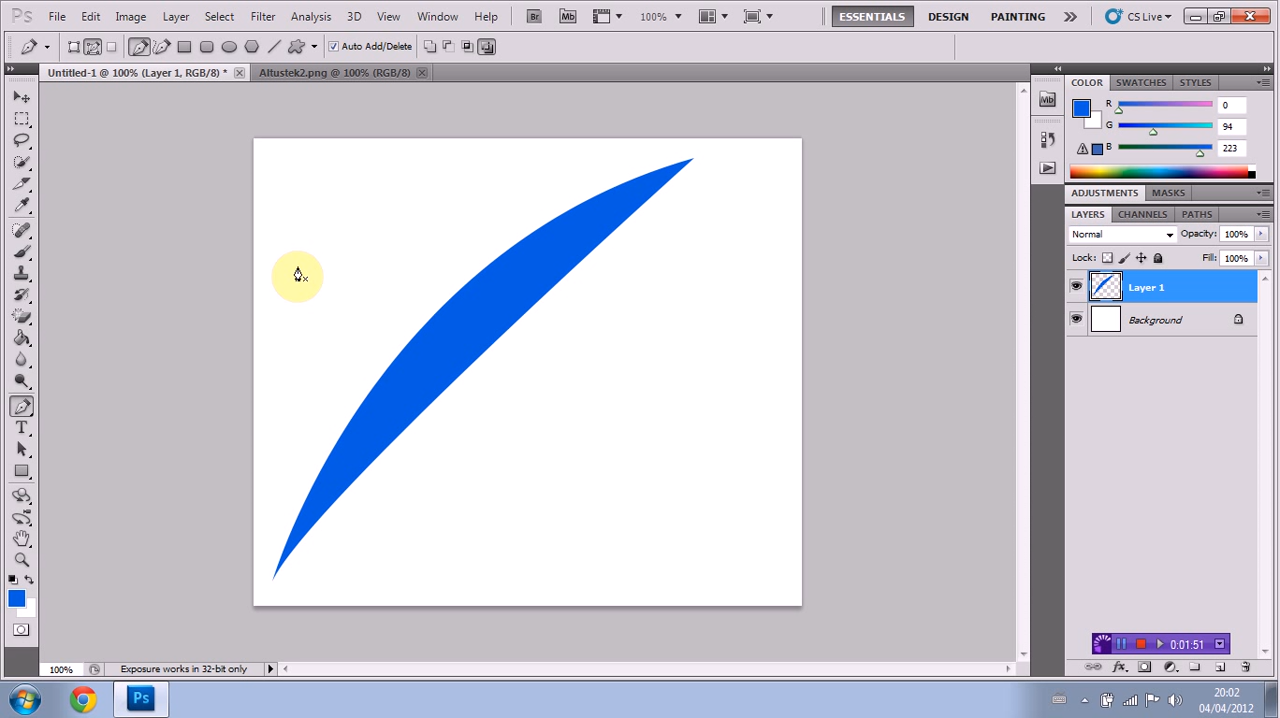 Ps File Edit Image Layer Select Filter Analysis 3D View Window Help Br Mb 100% ESSENTIALS DESIGN PAINTING CS Live
Auto Add/Delete
Untitled-1 @ 100% (Layer 1, RGB/8) * Altustek2.png @ 100% (RGB/8)
COLOR SWATCHES STYLES
Mb
R 0
G 94
B 223
ADJUSTMENTS MASKS
LAYERS CHANNELS PATHS
Normal Opacity: 100%
Lock: Fill: 100%
Layer 1
Background
T
0:01:51
100% Exposure works in 32-bit only
fx
Ps
20:02
04/04/2012